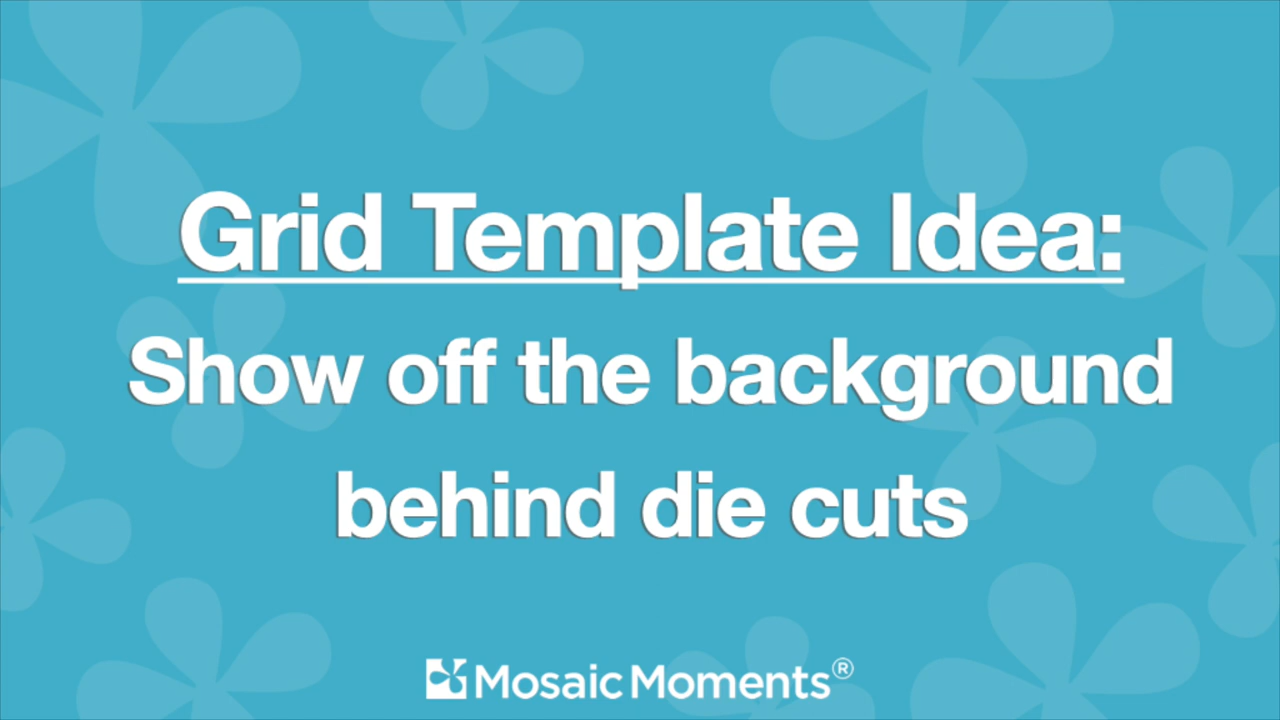 Grid Template Idea:
Show off the background
behind die cuts
Mosaic Moments®